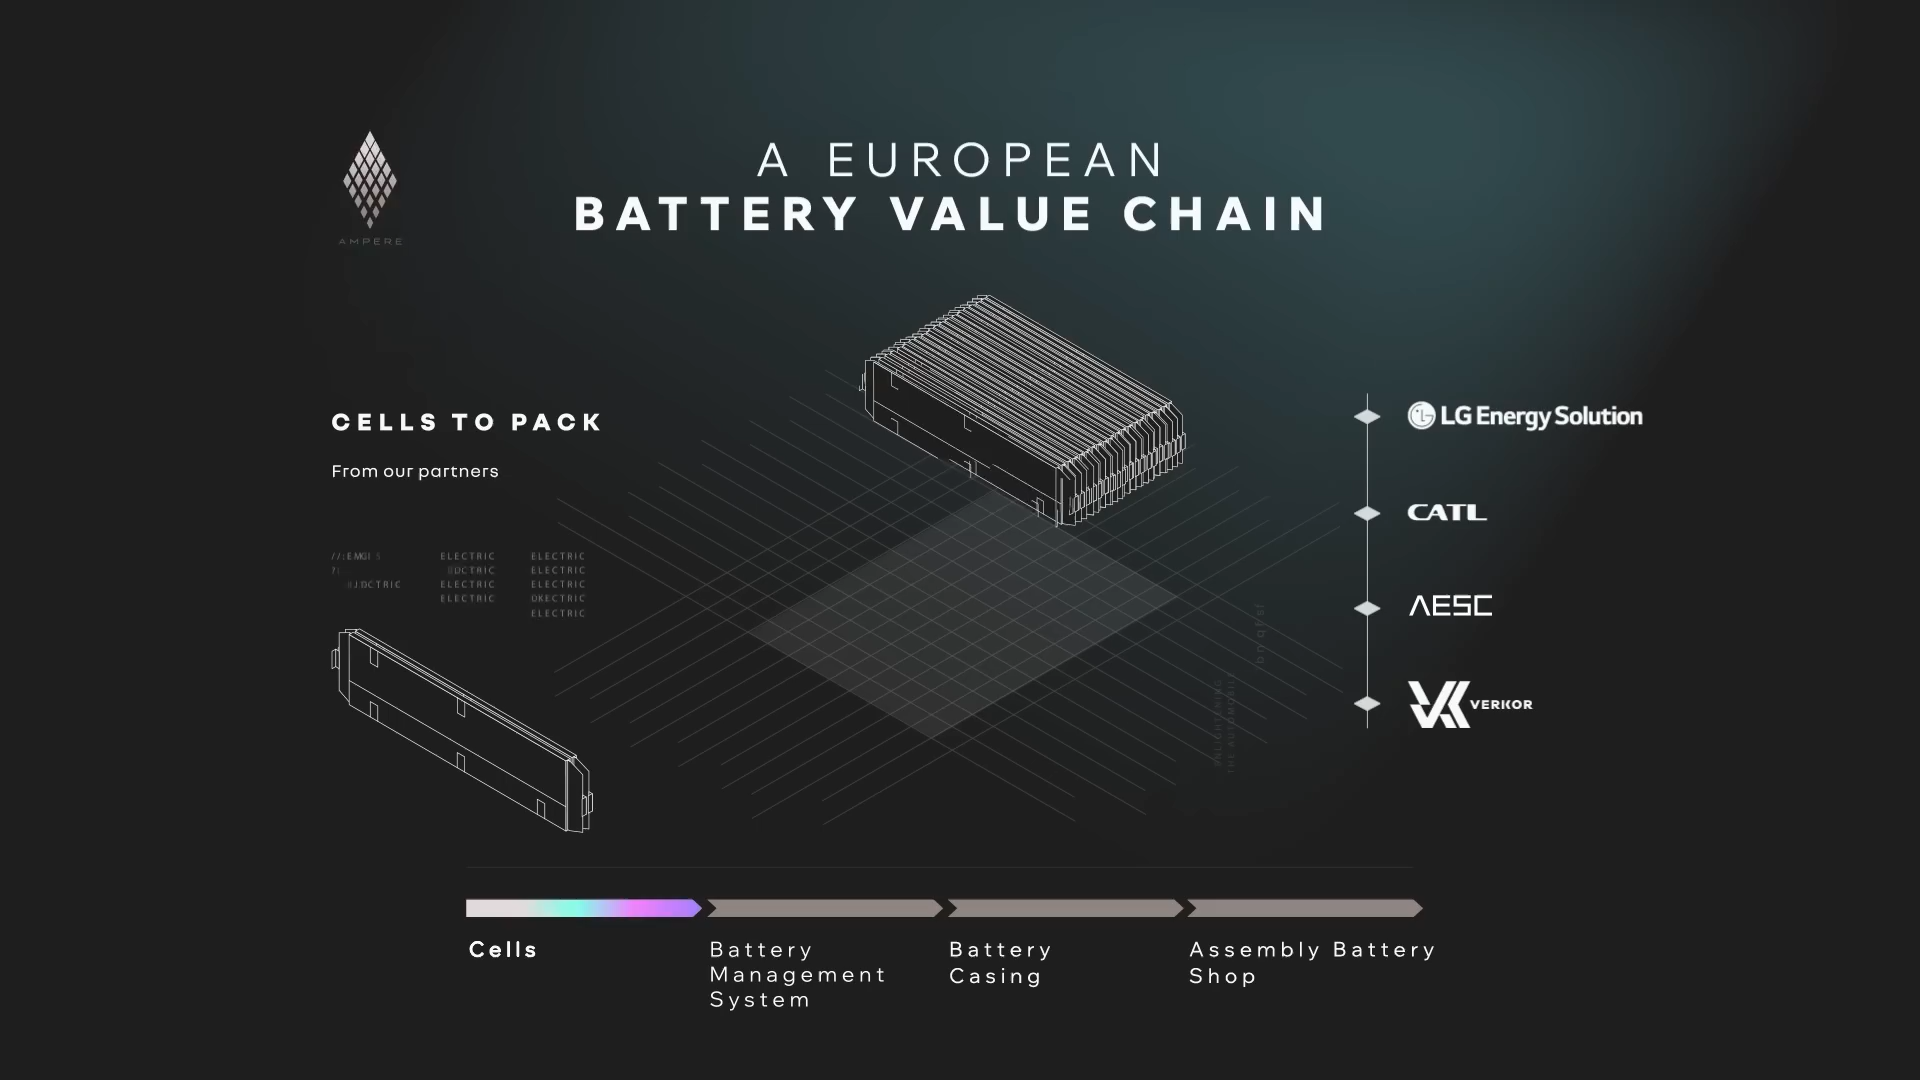 AMPERE
A EUROPEAN
BATTERY VALUE CHAIN
CELLS TO PACK
From our partners
ELECTRIC ELECTRIC
ELECTRIC
ELECTRIC ELECTRIC
ELECTRIC
ELECTRIC
LG Energy Solution
CATL
AESC
VERKOR
Cells
Battery
Management
System
Battery
Casing
Assembly Battery
Shop